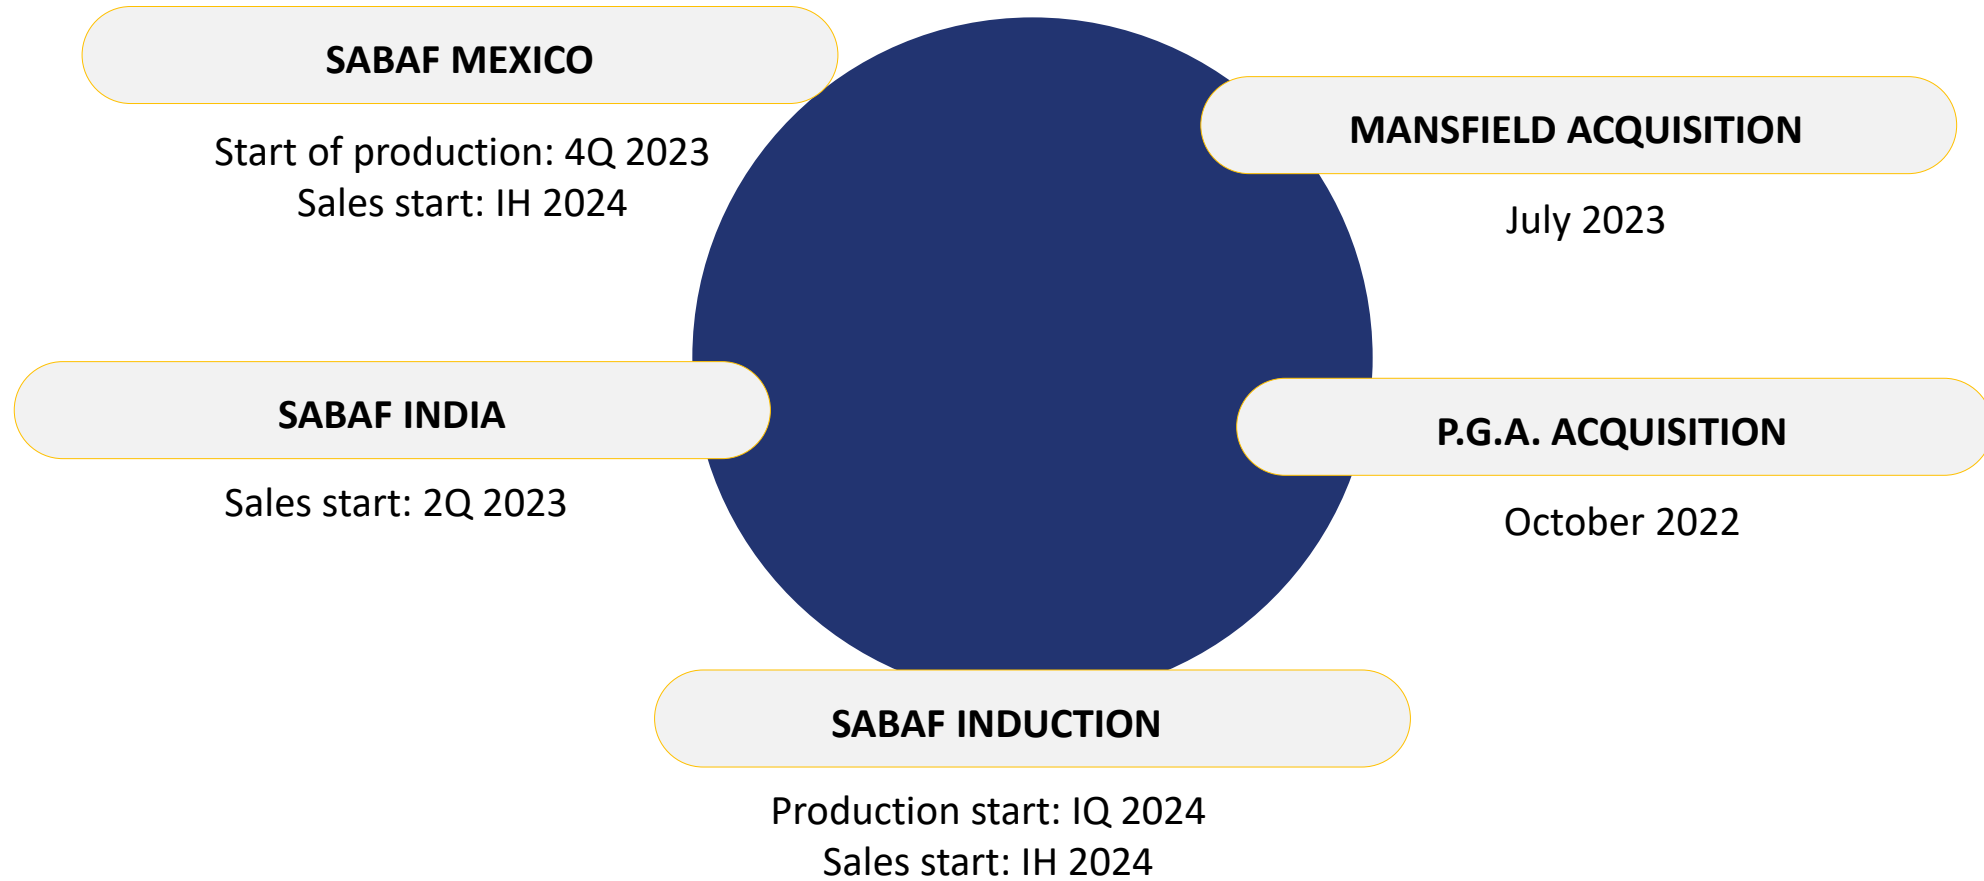 SABAF MEXICO
Start of production: 4Q 2023
Sales start: IH 2024
MANSFIELD ACQUISITION
July 2023
SABAF INDIA
Sales start: 2Q 2023
P.G.A. ACQUISITION
October 2022
SABAF INDUCTION
Production start: IQ 2024
Sales start: IH 2024